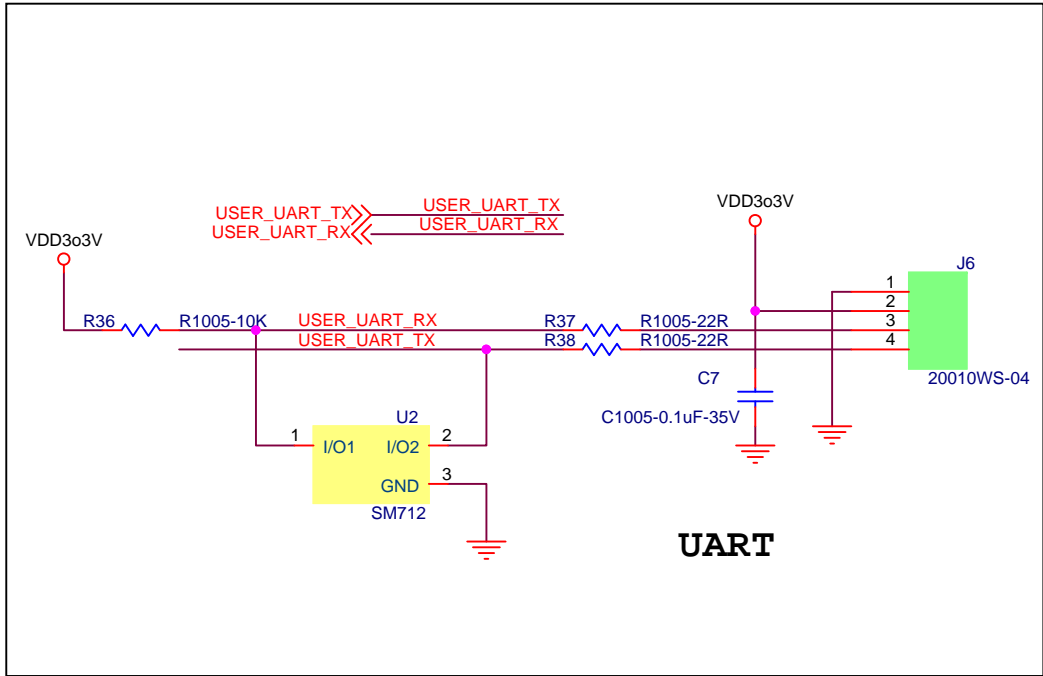 USER_UART_TX USER_UART_TX
USER_UART_RX USER_UART_RX
VDD3o3V
VDD3o3V
J6
1
2
3
4
R36 R1005-10K USER_UART_RX R37 R1005-22R
USER_UART_TX R38 R1005-22R
20010WS-04
C7
C1005-0.1uF-35V
U2
1 I/O1 I/O2 2
GND 3
SM712
UART